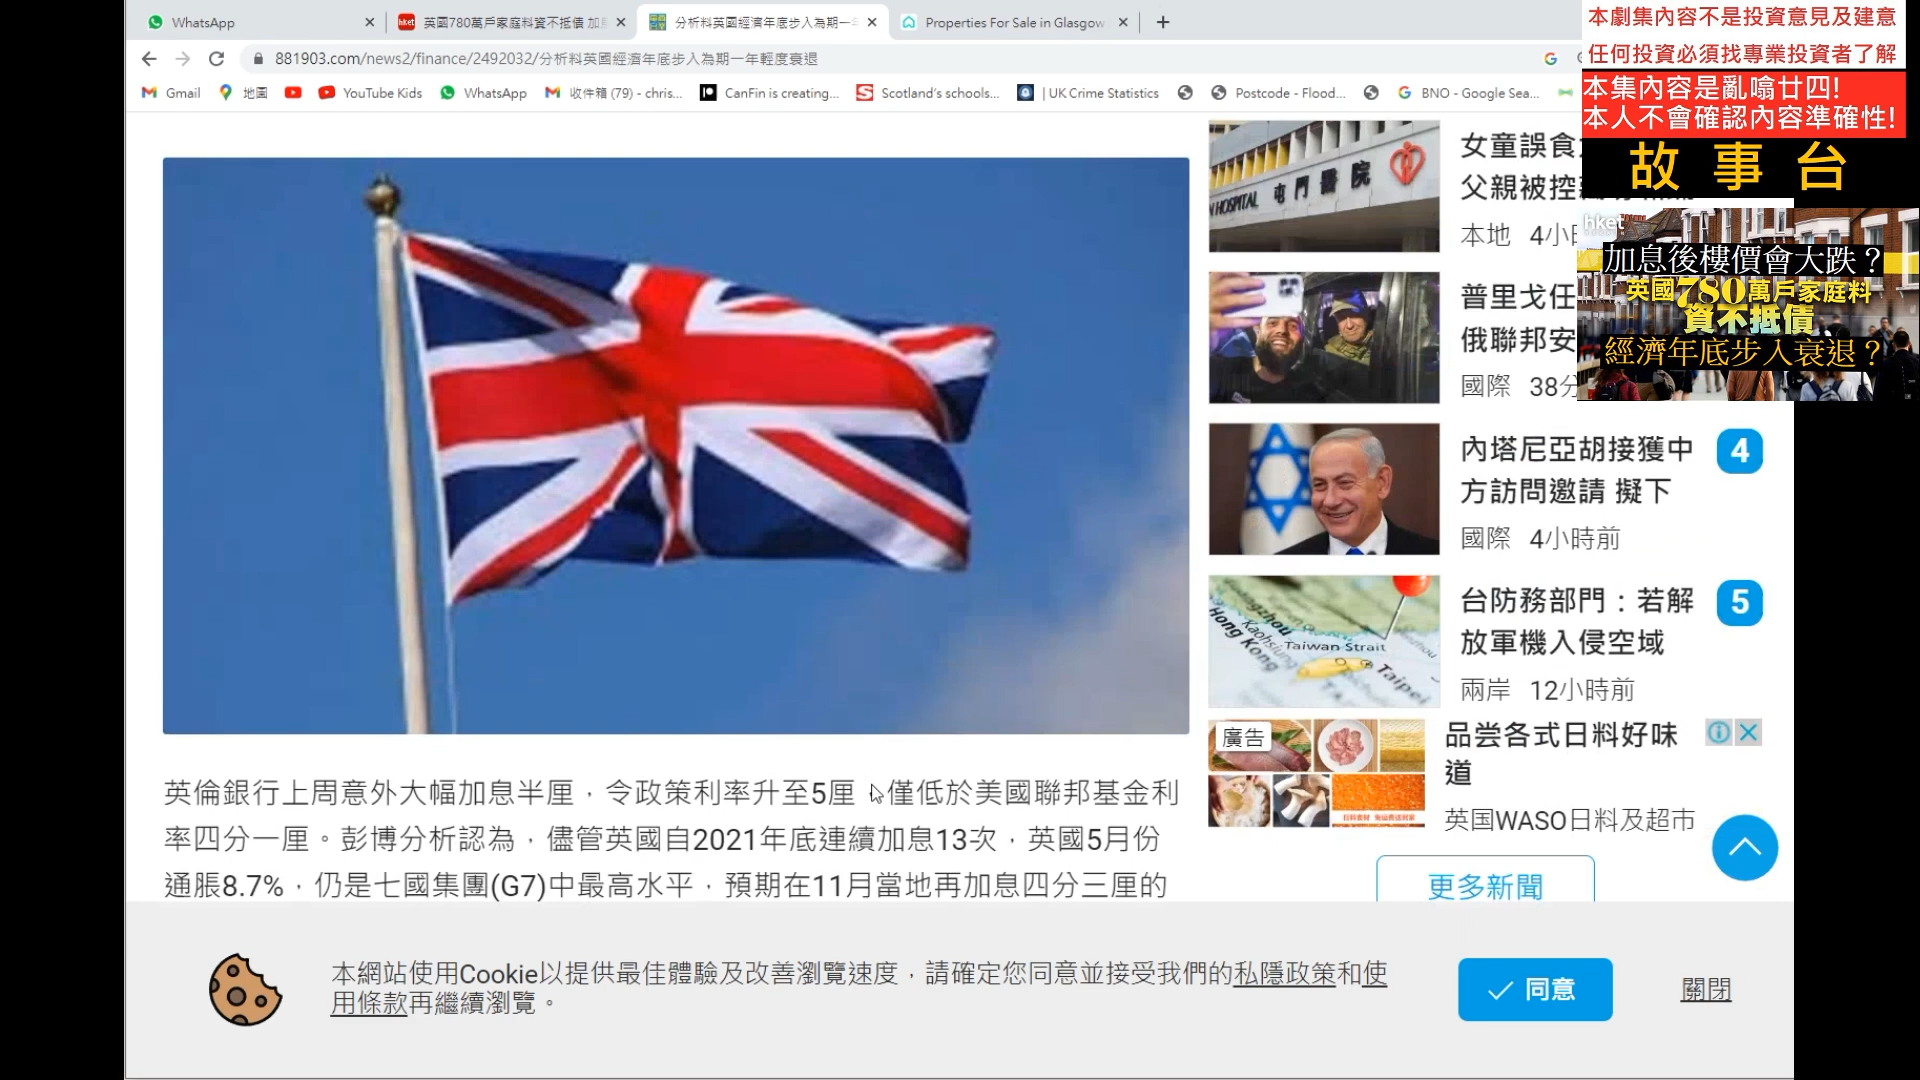 WhatsApp
英國780萬戶家庭料資不抵債 加息
分析料英國經濟年底步入為期一年
Properties For Sale in Glasgow
881903.com/news2/finance/2492032/分析料英國經濟年底步入為期一年輕度衰退
Gmail
地圖
YouTube Kids
WhatsApp
收件箱 (79) - chris...
CanFin is creating...
Scotland's schools...
| UK Crime Statistics
Postcode - Flood...
BNO - Google Sea...
本劇集內容不是投資意見及建意
任何投資必須找專業投資者了解
本集內容是亂噏廿四!
本人不會確認內容準確性!
故事台
hket
加息後樓價會大跌？
英國780萬戶家庭料
資不抵債
經濟年底步入衰退？
N HOSPITAL 屯門醫院
女童誤食
父親被控
本地 4小
普里戈任
俄聯邦安
國際 38分
內塔尼亞胡接獲中
方訪問邀請 擬下
國際 4小時前
4
Hong Kong
Kaohsiung
Taiwan Strait
Taipei
台防務部門：若解
放軍機入侵空域
兩岸 12小時前
5
廣告
品尝各式日料好味
道
英国WASO日料及超市
更多新聞
英倫銀行上周意外大幅加息半厘，令政策利率升至5厘，僅低於美國聯邦基金利
率四分一厘。彭博分析認為，儘管英國自2021年底連續加息13次，英國5月份
通脹8.7%，仍是七國集團(G7)中最高水平，預期在11月當地再加息四分三厘的
本網站使用Cookie以提供最佳體驗及改善瀏覽速度，請確定您同意並接受我們的私隱政策和使
用條款再繼續瀏覽。
同意
關閉